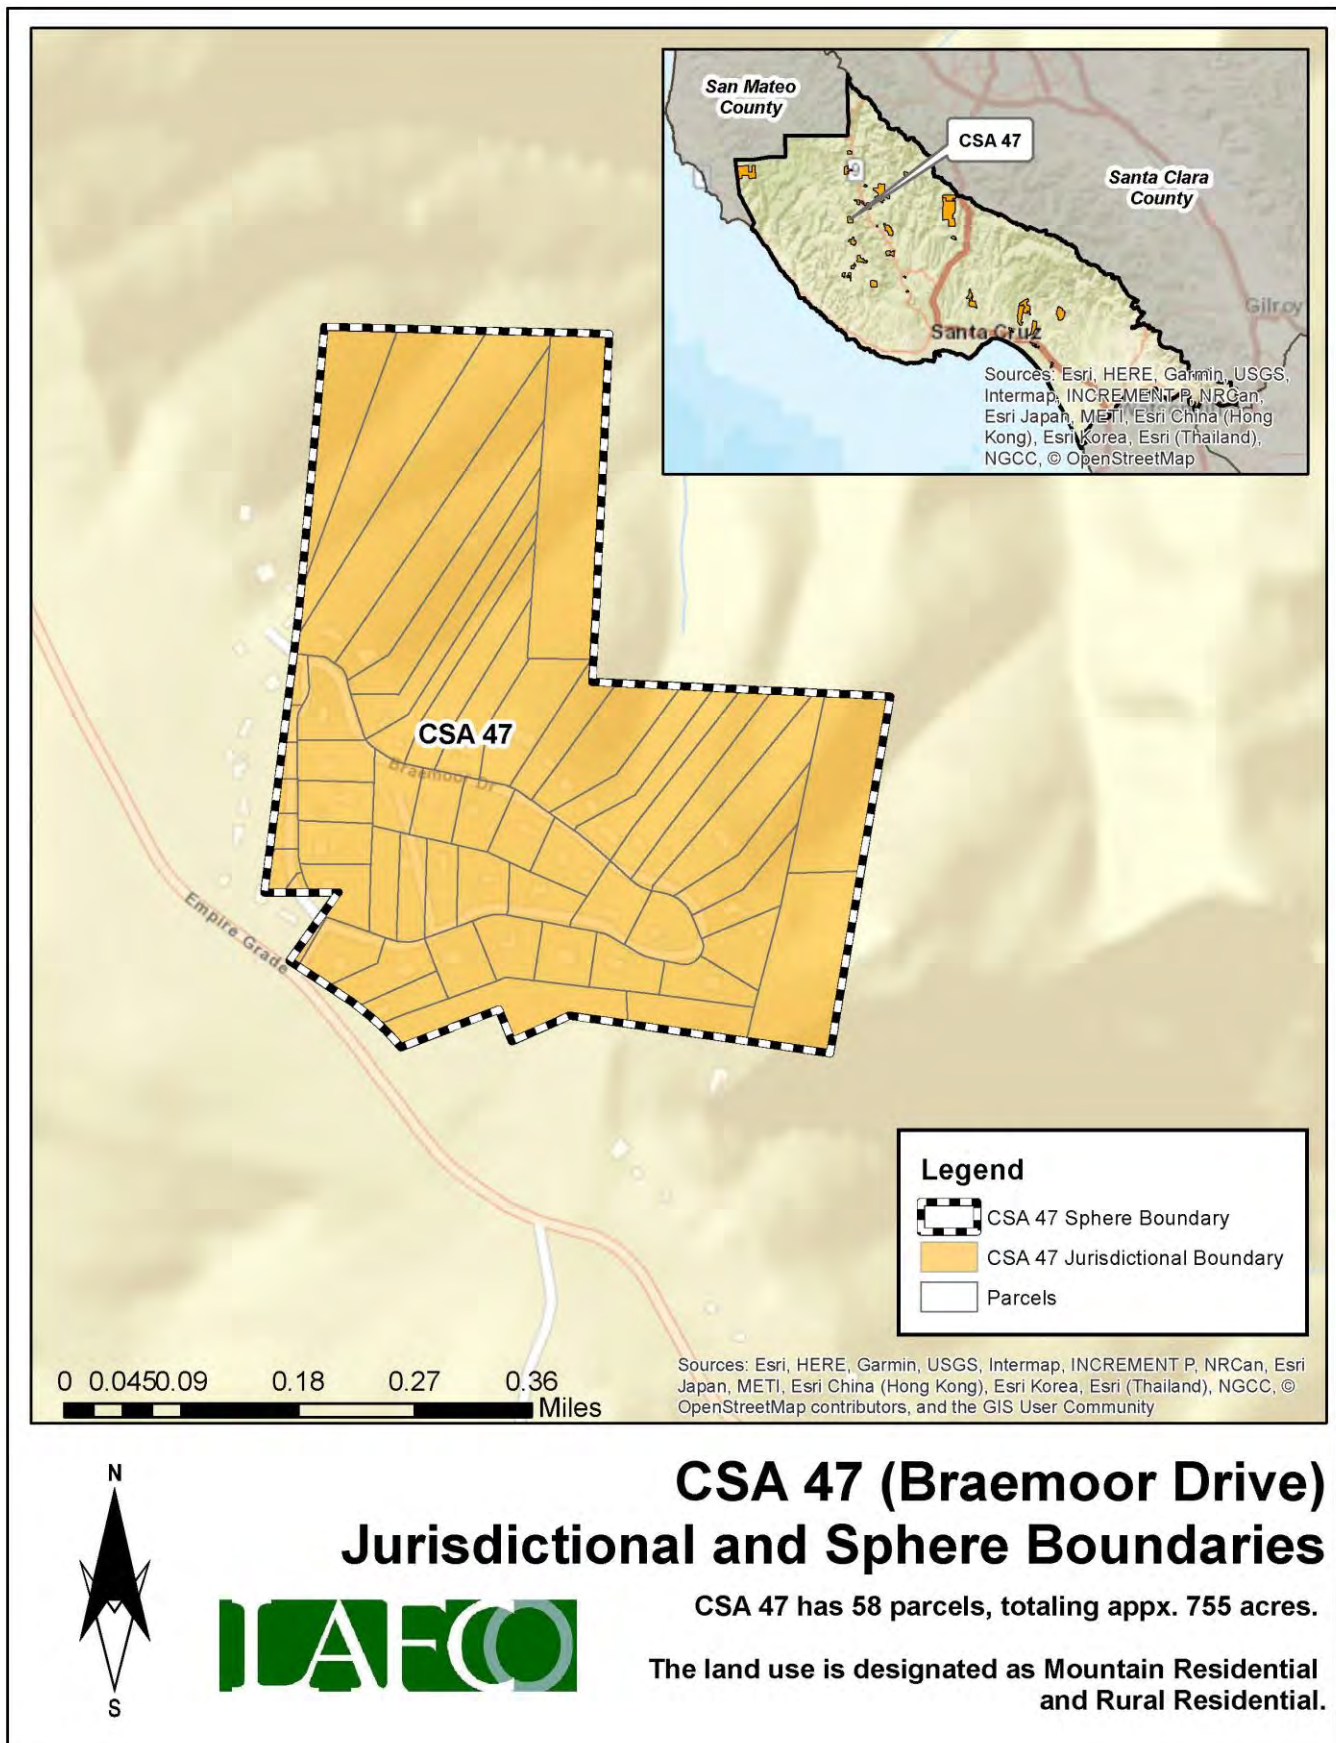 San Mateo
County
CSA 47
9
Santa Clara
County
Gilroy
Santa Cruz
Sources: Esri, HERE, Garmin, USGS,
Intermap, INCREMENT P, NRCan,
Esri Japan, METI, Esri China (Hong
Kong), Esri Korea, Esri (Thailand),
NGCC, © OpenStreetMap
CSA 47
Braemoor Dr
Empire Grade
Legend
CSA 47 Sphere Boundary
CSA 47 Jurisdictional Boundary
Parcels
0 0.045 0.09 0.18 0.27 0.36
Miles
Sources: Esri, HERE, Garmin, USGS, Intermap, INCREMENT P, NRCan, Esri
Japan, METI, Esri China (Hong Kong), Esri Korea, Esri (Thailand), NGCC, ©
OpenStreetMap contributors, and the GIS User Community
N
S
LAFCO
CSA 47 (Braemoor Drive)
Jurisdictional and Sphere Boundaries
CSA 47 has 58 parcels, totaling appx. 755 acres.
The land use is designated as Mountain Residential
and Rural Residential.